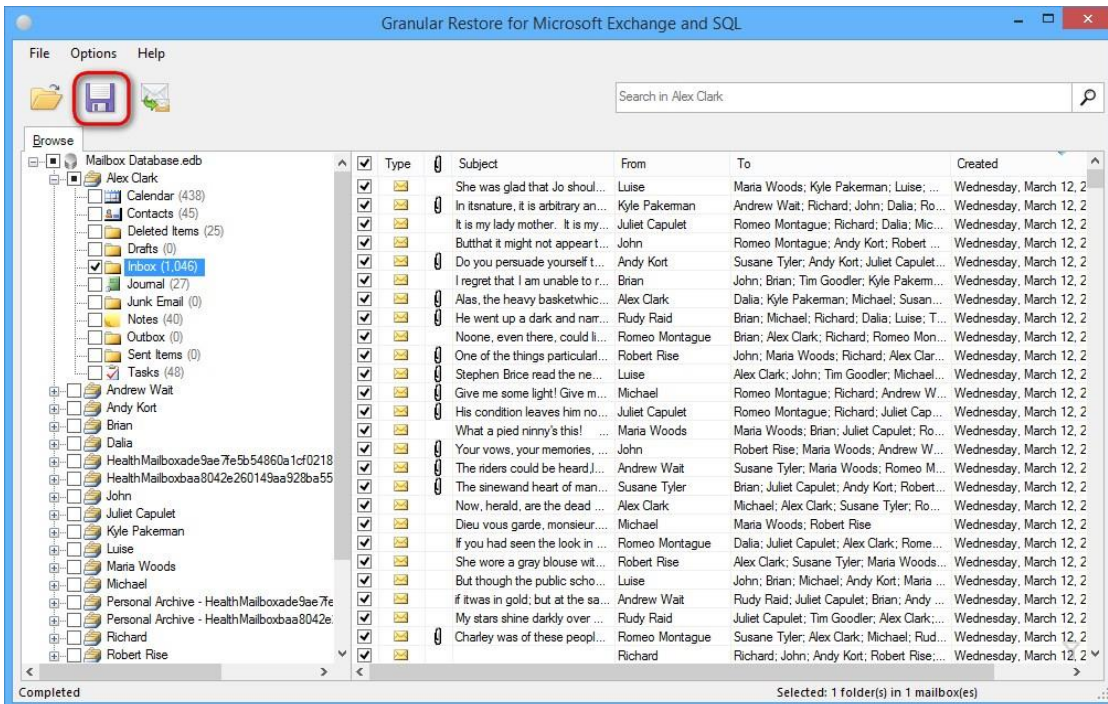 Granular Restore for Microsoft Exchange and SQL
File Options Help
Search in Alex Clark
Browse
Mailbox Database.edb
Alex Clark
Calendar (438)
Contacts (45)
Deleted Items (25)
Drafts (0)
Inbox (1,046)
Journal (27)
Junk Email (0)
Notes (40)
Outbox (0)
Sent Items (0)
Tasks (48)
Andrew Wait
Andy Kort
Brian
Dalia
HealthMailboxade9ae7fe5b54860a1cf0218
HealthMailboxbaa8042e260149aa928ba55
John
Juliet Capulet
Kyle Pakerman
Luise
Maria Woods
Michael
Personal Archive - HealthMailboxade9ae7fe
Personal Archive - HealthMailboxbaa8042e
Richard
Robert Rise
Type Subject From To Created
She was glad that Jo shoul... Luise Maria Woods; Kyle Pakerman; Luise; ... Wednesday, March 12, 2
In itsnature, it is arbitrary an... Kyle Pakerman Andrew Wait; Richard; John; Dalia; Ro... Wednesday, March 12, 2
It is my lady mother. It is my... Juliet Capulet Romeo Montague; Richard; Dalia; Mic... Wednesday, March 12, 2
Butthat it might not appear t... John Romeo Montague; Andy Kort; Robert ... Wednesday, March 12, 2
Do you persuade yourself t... Andy Kort Susane Tyler; Andy Kort; Juliet Capulet... Wednesday, March 12, 2
I regret that I am unable to r... Brian John; Brian; Tim Goodler; Kyle Pakerm... Wednesday, March 12, 2
Alas, the heavy basketwhic... Alex Clark Dalia; Kyle Pakerman; Michael; Susan... Wednesday, March 12, 2
He went up a dark and narr... Rudy Raid Brian; Michael; Richard; Dalia; Luise; T... Wednesday, March 12, 2
Noone, even there, could li... Romeo Montague Brian; Alex Clark; Richard; Romeo Mon... Wednesday, March 12, 2
One of the things particularl... Robert Rise John; Maria Woods; Richard; Alex Clar... Wednesday, March 12, 2
Stephen Brice read the ne... Luise Alex Clark; John; Tim Goodler; Michael... Wednesday, March 12, 2
Give me some light! Give m... Michael Romeo Montague; Richard; Andrew W... Wednesday, March 12, 2
His condition leaves him no... Juliet Capulet Romeo Montague; Richard; Juliet Cap... Wednesday, March 12, 2
What a pied ninny's this! ... Maria Woods Maria Woods; Brian; Juliet Capulet; Ro... Wednesday, March 12, 2
Your vows, your memories, ... John Robert Rise; Maria Woods; Andrew W... Wednesday, March 12, 2
The riders could be heard,l... Andrew Wait Susane Tyler; Maria Woods; Romeo M... Wednesday, March 12, 2
The sinewand heart of man... Susane Tyler Brian; Juliet Capulet; Andy Kort; Robert... Wednesday, March 12, 2
Now, herald, are the dead ... Alex Clark Michael; Alex Clark; Susane Tyler; Ro... Wednesday, March 12, 2
Dieu vous garde, monsieur.... Michael Maria Woods; Robert Rise Wednesday, March 12, 2
If you had seen the look in ... Romeo Montague Dalia; Juliet Capulet; Alex Clark; Rome... Wednesday, March 12, 2
She wore a gray blouse wit... Robert Rise Alex Clark; Susane Tyler; Maria Woods... Wednesday, March 12, 2
But though the public scho... Luise John; Brian; Michael; Andy Kort; Maria ... Wednesday, March 12, 2
if itwas in gold; but at the sa... Andrew Wait Rudy Raid; Juliet Capulet; Brian; Andy ... Wednesday, March 12, 2
My stars shine darkly over ... Rudy Raid Juliet Capulet; Tim Goodler; Alex Clark;... Wednesday, March 12, 2
Charley was of these peopl... Romeo Montague Susane Tyler; Alex Clark; Michael; Rud... Wednesday, March 12, 2
Richard Richard; John; Andy Kort; Robert Rise;... Wednesday, March 12, 2
Completed Selected: 1 folder(s) in 1 mailbox(es)